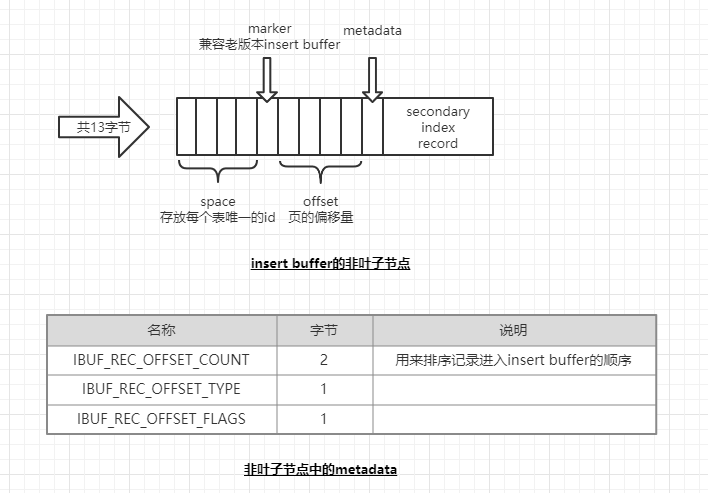 marker
兼容老版本insert buffer
metadata
共13字节
secondary
index
record
space
存放每个表唯一的id
offset
页的偏移量
insert buffer的非叶子节点
名称 字节 说明
IBUF_REC_OFFSET_COUNT 2 用来排序记录进入insert buffer的顺序
IBUF_REC_OFFSET_TYPE 1
IBUF_REC_OFFSET_FLAGS 1
非叶子节点中的metadata